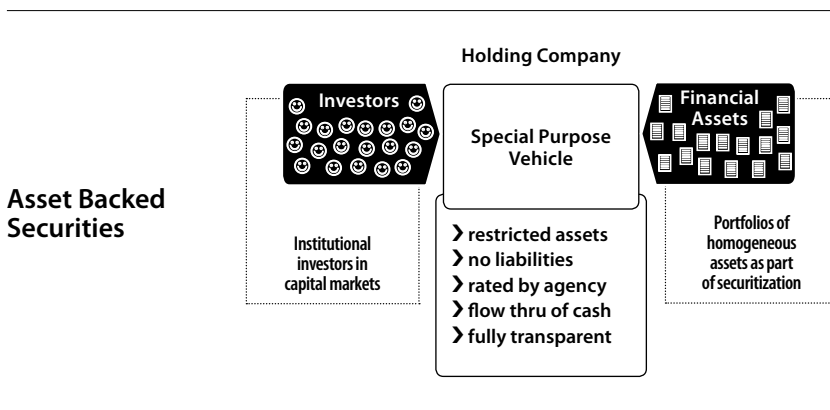 Holding Company
Investors
Special Purpose
Vehicle
Financial
Assets
Asset Backed
Securities
Institutional
investors in
capital markets
❯ restricted assets
❯ no liabilities
❯ rated by agency
❯ flow thru of cash
❯ fully transparent
Portfolios of
homogeneous
assets as part
of securitization